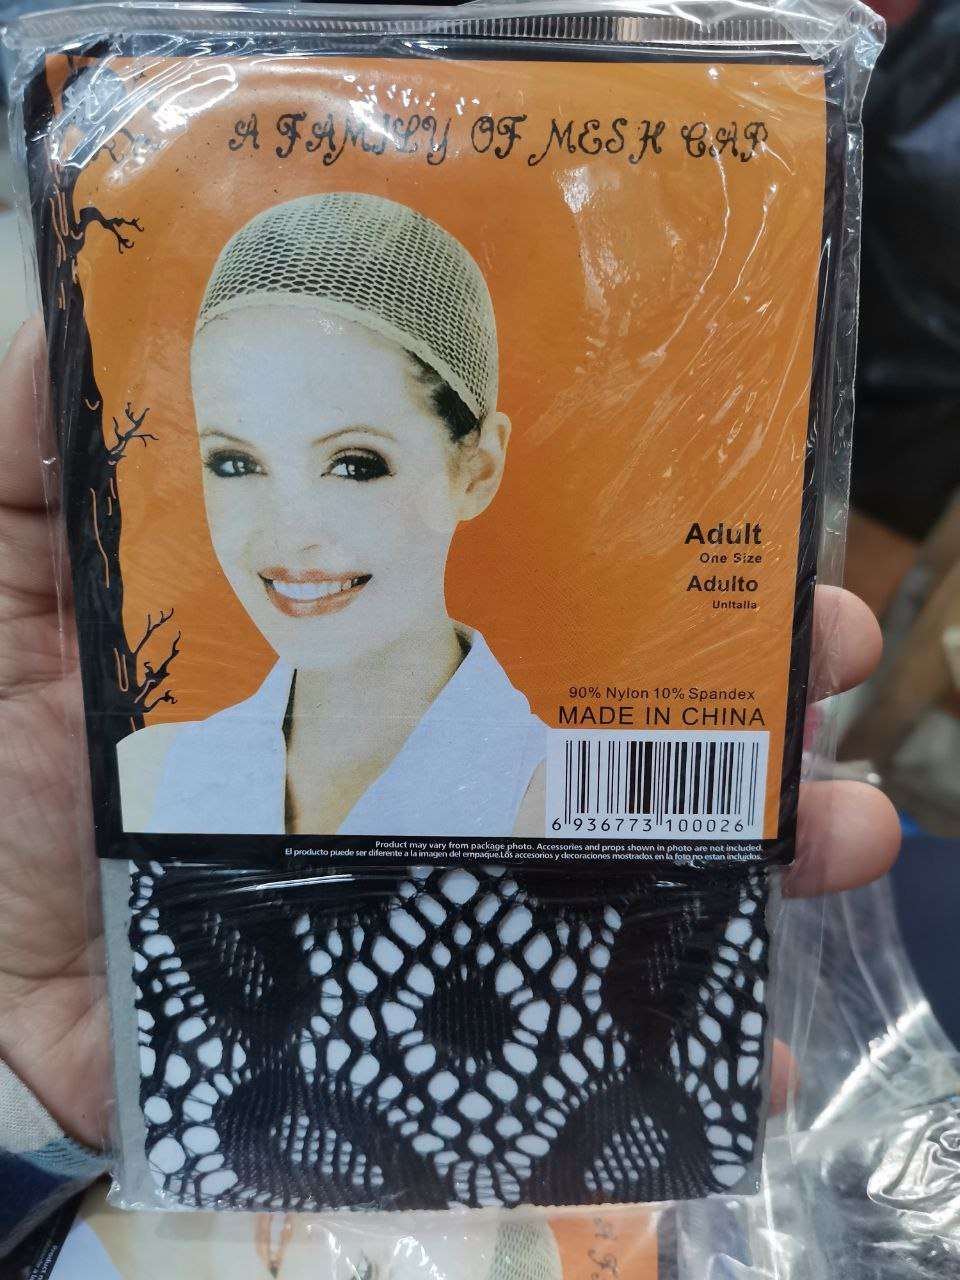 A FAMILY OF MESH CAP
Adult
One Size
Adulto
Unitalla
90% Nylon 10% Spandex
MADE IN CHINA
6 936773 100026
Product may vary from package photo. Accessories and props shown in photo are not included.
El producto puede ser diferente a la imagen del empaque.Los accesorios y decoraciones mostrados en la foto no estan incluidos.